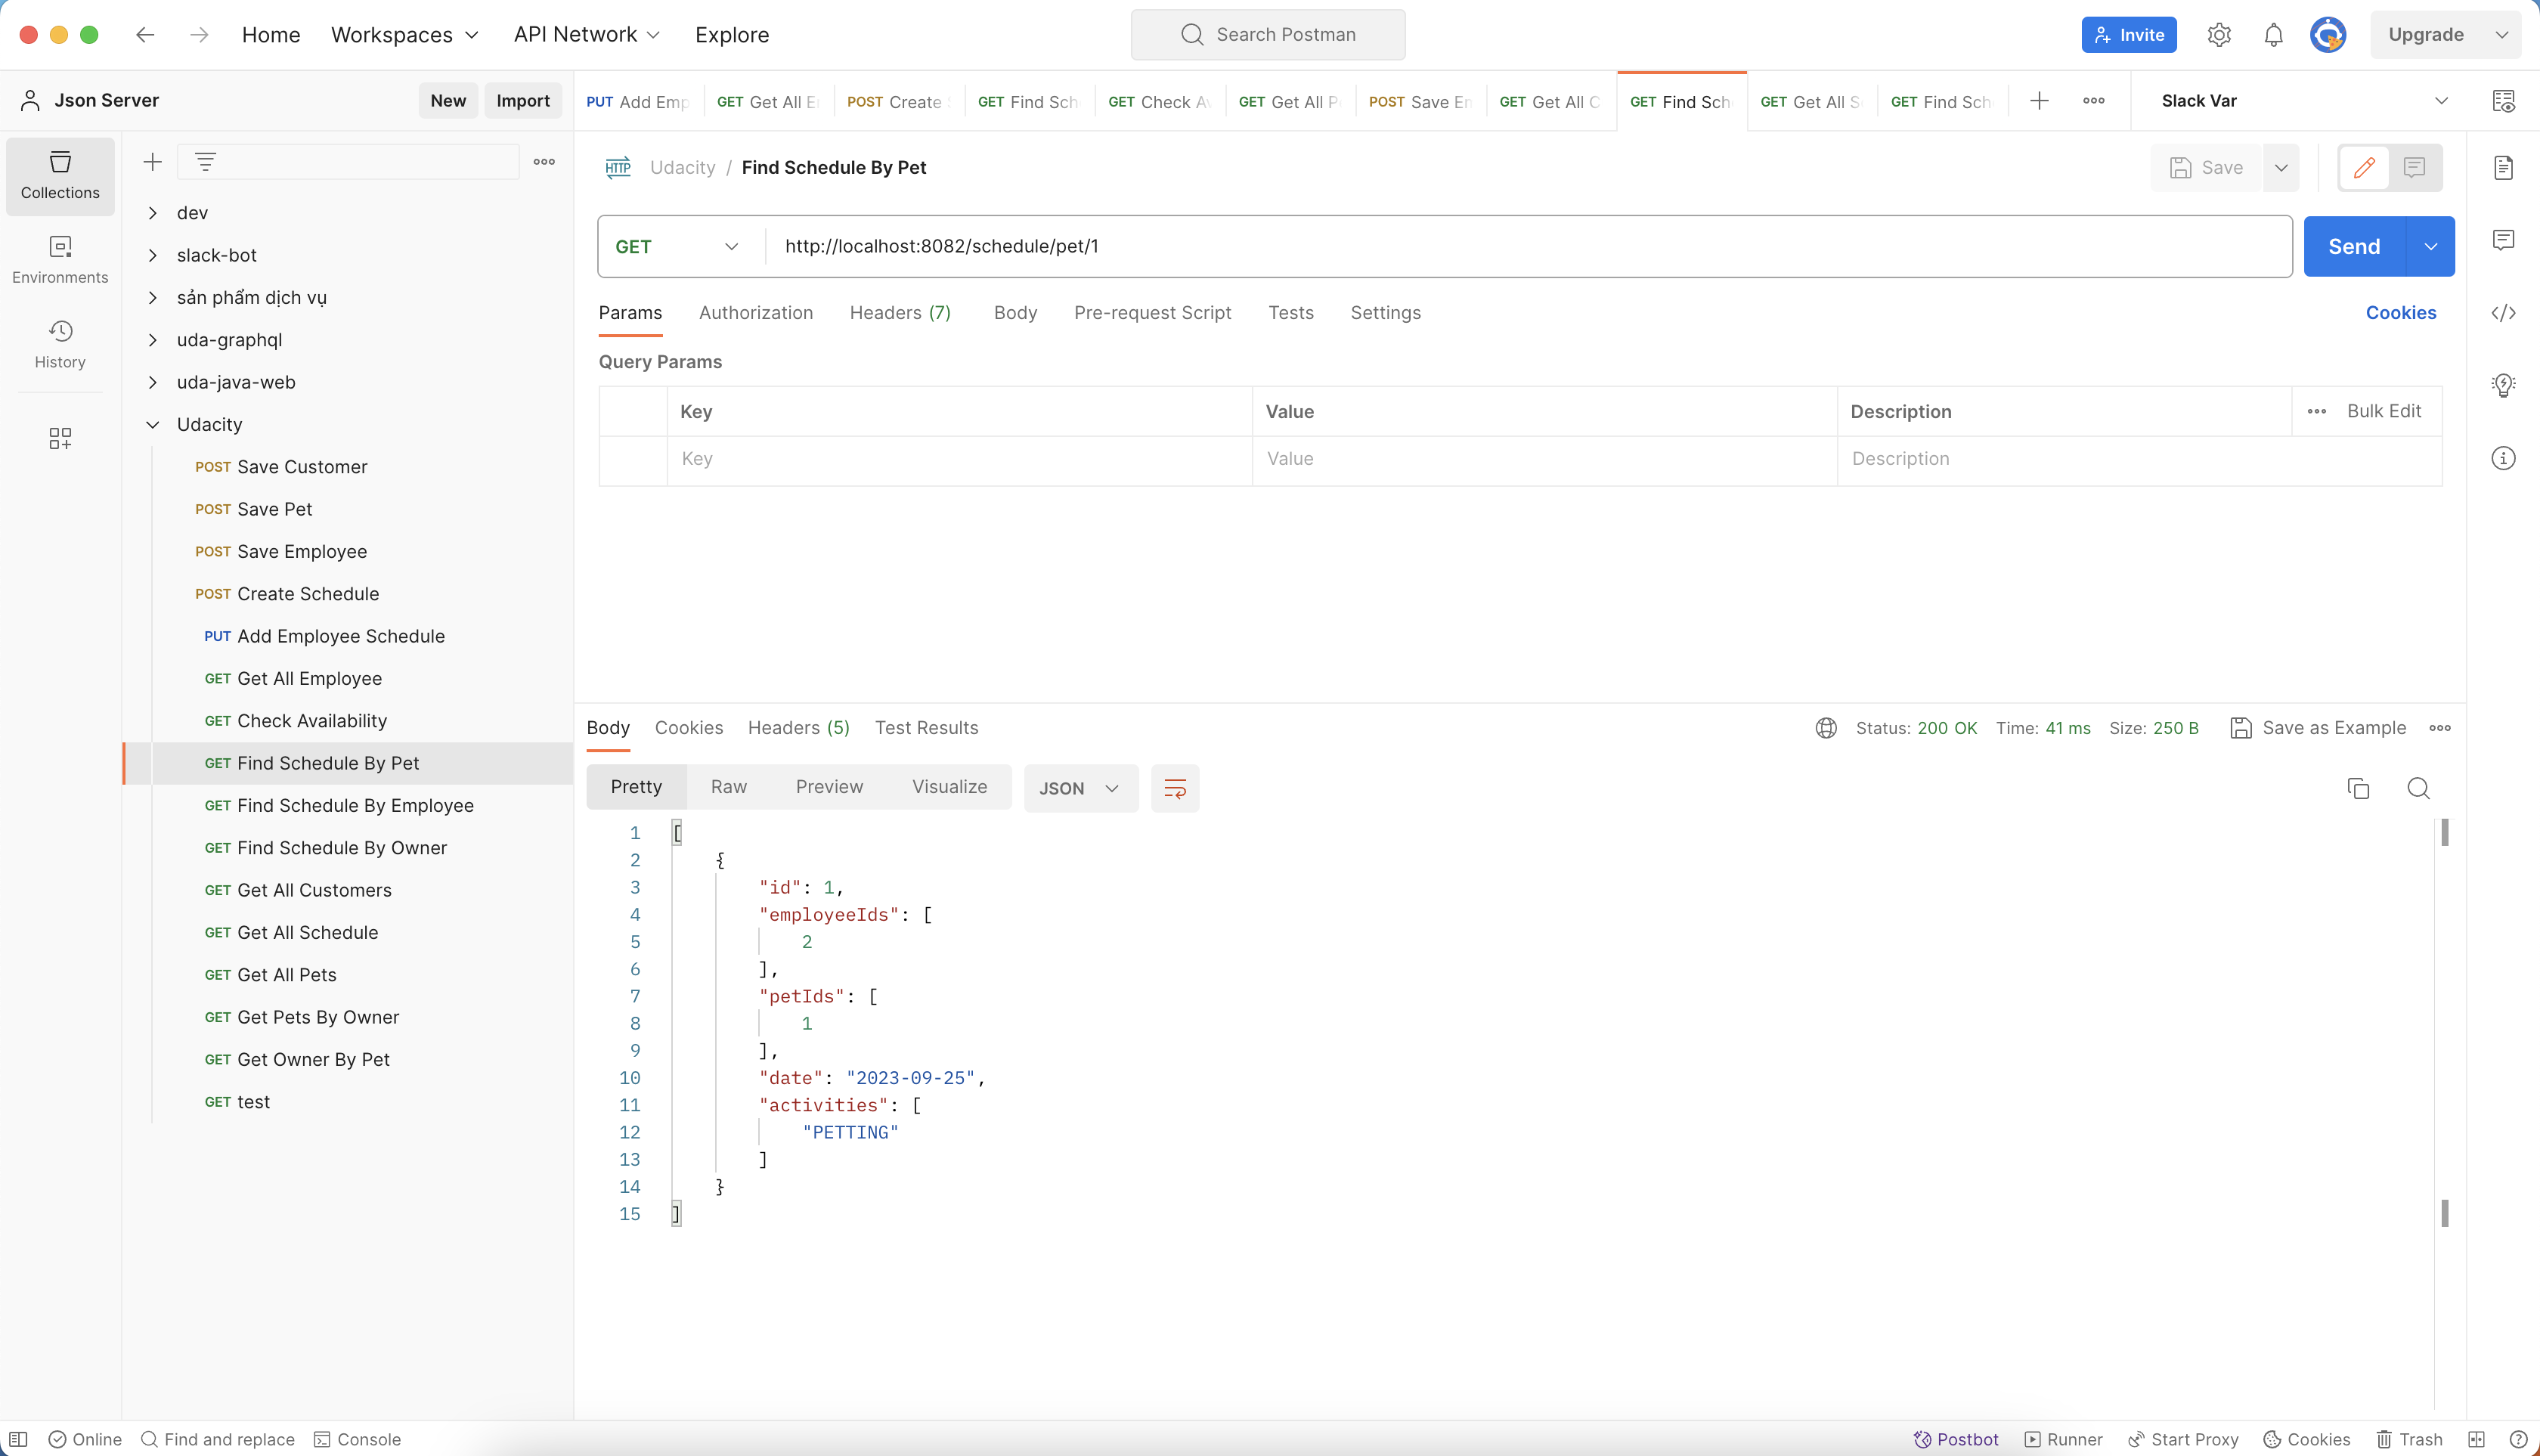 Home Workspaces API Network Explore Search Postman Invite Upgrade
Json Server New Import
PUT Add Emp GET Get All E POST Create GET Find Sch GET Check Av GET Get All P POST Save En GET Get All C GET Find Sch GET Get All S GET Find Sch Slack Var
Collections
Environments
History
dev
slack-bot
sản phẩm dịch vụ
uda-graphql
uda-java-web
Udacity
POST Save Customer
POST Save Pet
POST Save Employee
POST Create Schedule
PUT Add Employee Schedule
GET Get All Employee
GET Check Availability
GET Find Schedule By Pet
GET Find Schedule By Employee
GET Find Schedule By Owner
GET Get All Customers
GET Get All Schedule
GET Get All Pets
GET Get Pets By Owner
GET Get Owner By Pet
GET test
HTTP Udacity / Find Schedule By Pet Save
GET http://localhost:8082/schedule/pet/1 Send
Params Authorization Headers (7) Body Pre-request Script Tests Settings Cookies
Query Params
Key Value Description Bulk Edit
Key Value Description
Body Cookies Headers (5) Test Results Status: 200 OK Time: 41 ms Size: 250 B Save as Example
Pretty Raw Preview Visualize JSON
1 [
2 {
3 "id": 1,
4 "employeeIds": [
5 2
6 ],
7 "petIds": [
8 1
9 ],
10 "date": "2023-09-25",
11 "activities": [
12 "PETTING"
13 ]
14 }
15 ]
Online Find and replace Console Postbot Runner Start Proxy Cookies Trash